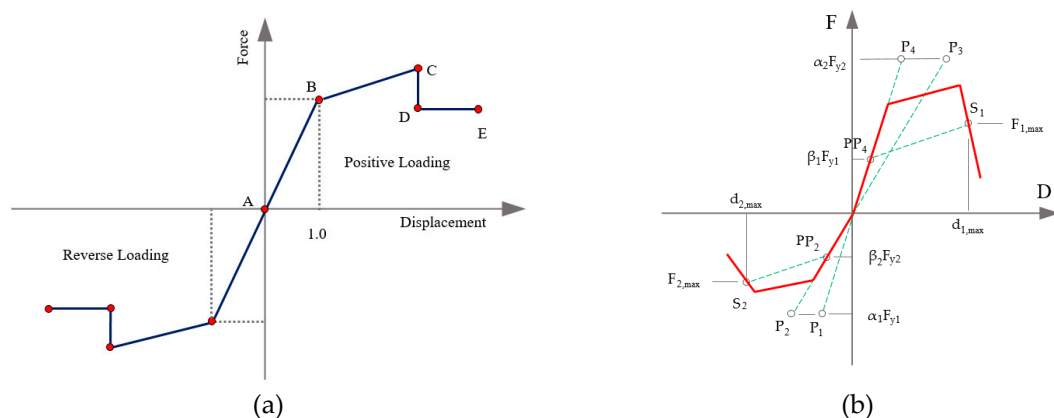 Force
C
B
D
E
Positive Loading
A
Displacement
1.0
Reverse Loading
(a)
F
P₄
P₃
α₂Fy₂
S₁
F₁,max
PP₄
β₁Fy₁
D
d₂,max
d₁,max
PP₂
β₂Fy₂
F₂,max
S₂
P₂
P₁
α₁Fy₁
(b)